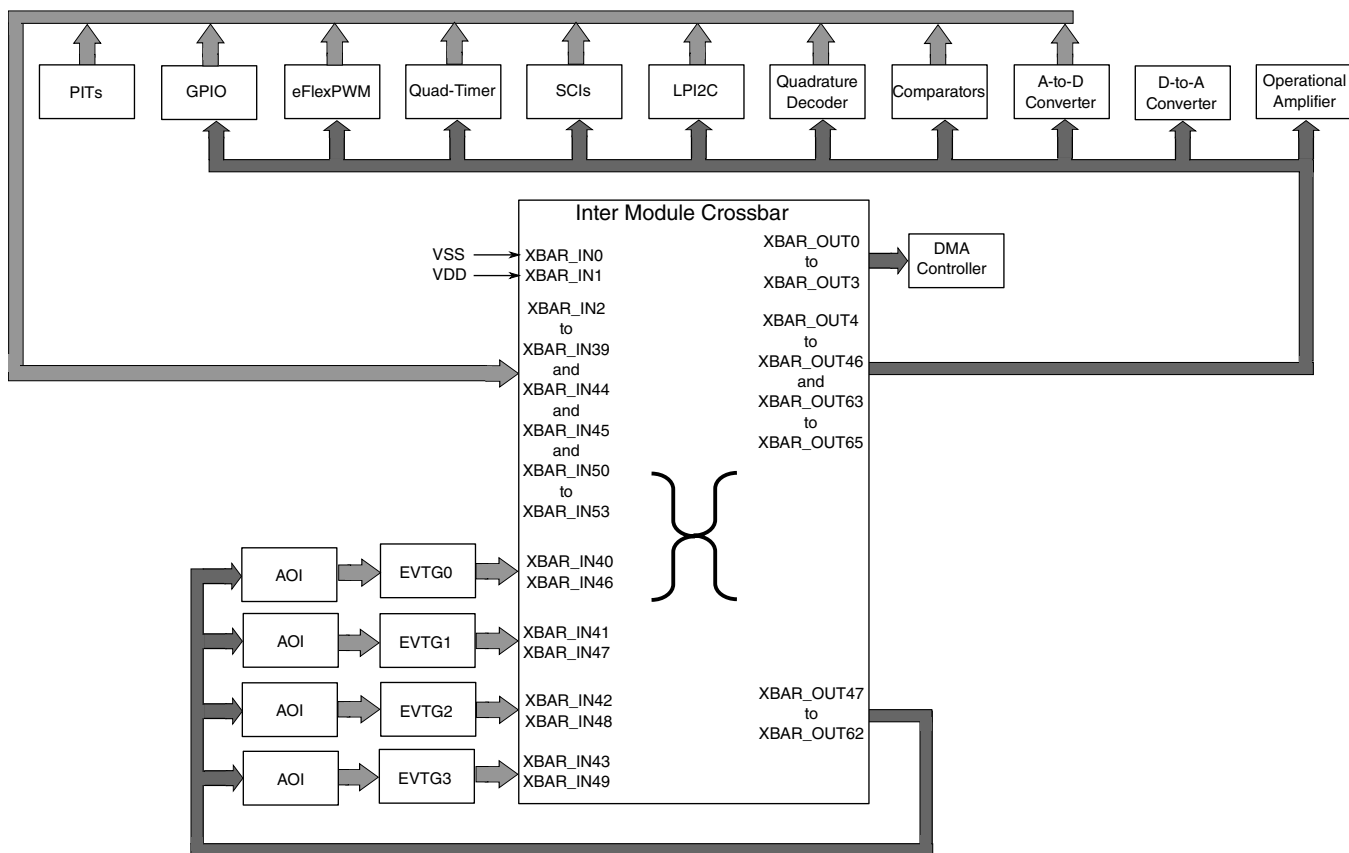 PITs
GPIO
eFlexPWM
Quad-Timer
SCIs
LPI2C
Quadrature
Decoder
Comparators
A-to-D
Converter
D-to-A
Converter
Operational
Amplifier
Inter Module Crossbar
VSS
VDD
XBAR_IN0
XBAR_IN1
XBAR_IN2
to
XBAR_IN39
and
XBAR_IN44
and
XBAR_IN45
and
XBAR_IN50
to
XBAR_IN53
XBAR_OUT0
to
XBAR_OUT3
DMA
Controller
XBAR_OUT4
to
XBAR_OUT46
and
XBAR_OUT63
to
XBAR_OUT65
AOI
EVTG0
XBAR_IN40
XBAR_IN46
AOI
EVTG1
XBAR_IN41
XBAR_IN47
AOI
EVTG2
XBAR_IN42
XBAR_IN48
AOI
EVTG3
XBAR_IN43
XBAR_IN49
XBAR_OUT47
to
XBAR_OUT62